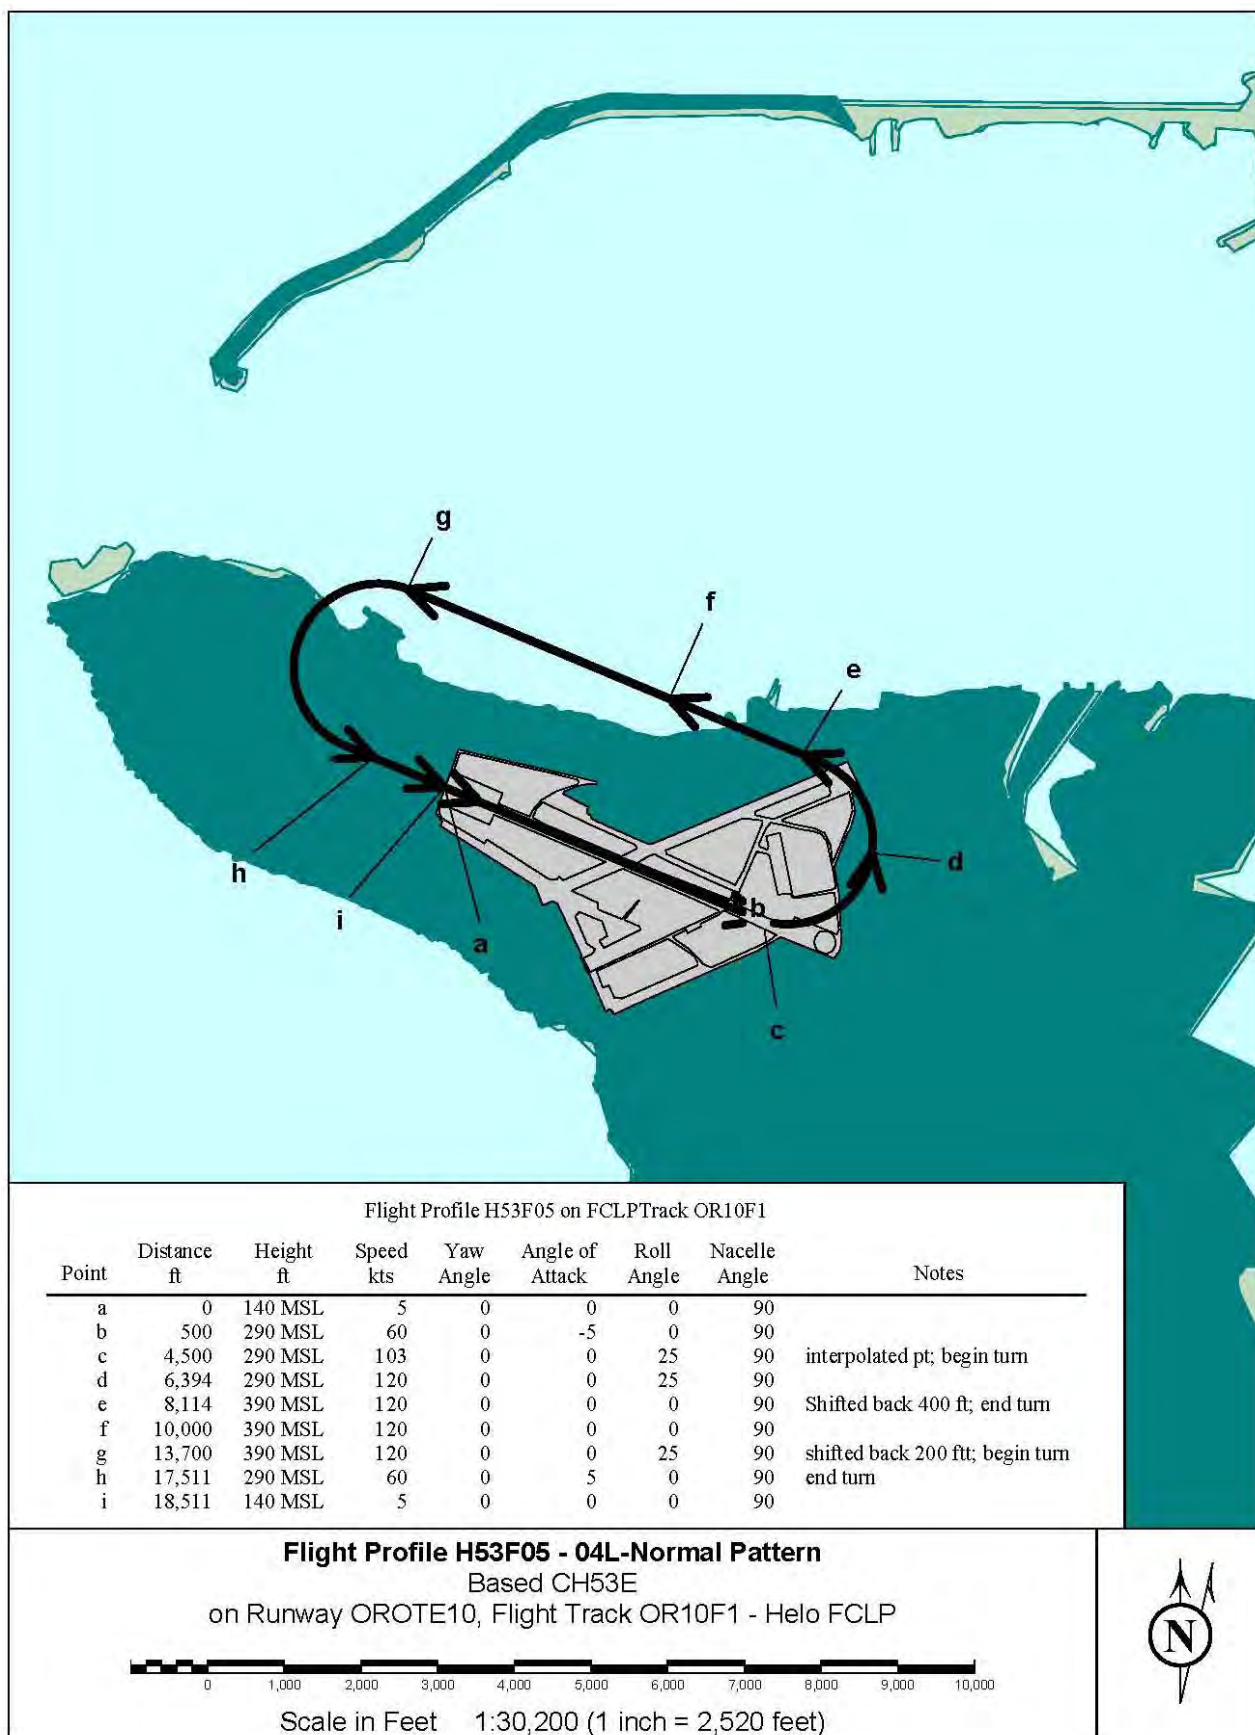 g
f
e
d
h
b
i
a
c
Flight Profile H53F05 on FCLPTrack OR10F1
Point Distance ft Height ft Speed kts Yaw Angle Angle of Attack Roll Angle Nacelle Angle Notes
a 0 140 MSL 5 0 0 0 90
b 500 290 MSL 60 0 -5 0 90
c 4,500 290 MSL 103 0 0 25 90 interpolated pt; begin turn
d 6,394 290 MSL 120 0 0 25 90
e 8,114 390 MSL 120 0 0 0 90 Shifted back 400 ft; end turn
f 10,000 390 MSL 120 0 0 0 90
g 13,700 390 MSL 120 0 0 25 90 shifted back 200 ftt; begin turn
h 17,511 290 MSL 60 0 5 0 90 end turn
i 18,511 140 MSL 5 0 0 0 90
Flight Profile H53F05 - 04L-Normal Pattern
Based CH53E
on Runway OROTE10, Flight Track OR10F1 - Helo FCLP
0 1,000 2,000 3,000 4,000 5,000 6,000 7,000 8,000 9,000 10,000
Scale in Feet 1:30,200 (1 inch = 2,520 feet)
N